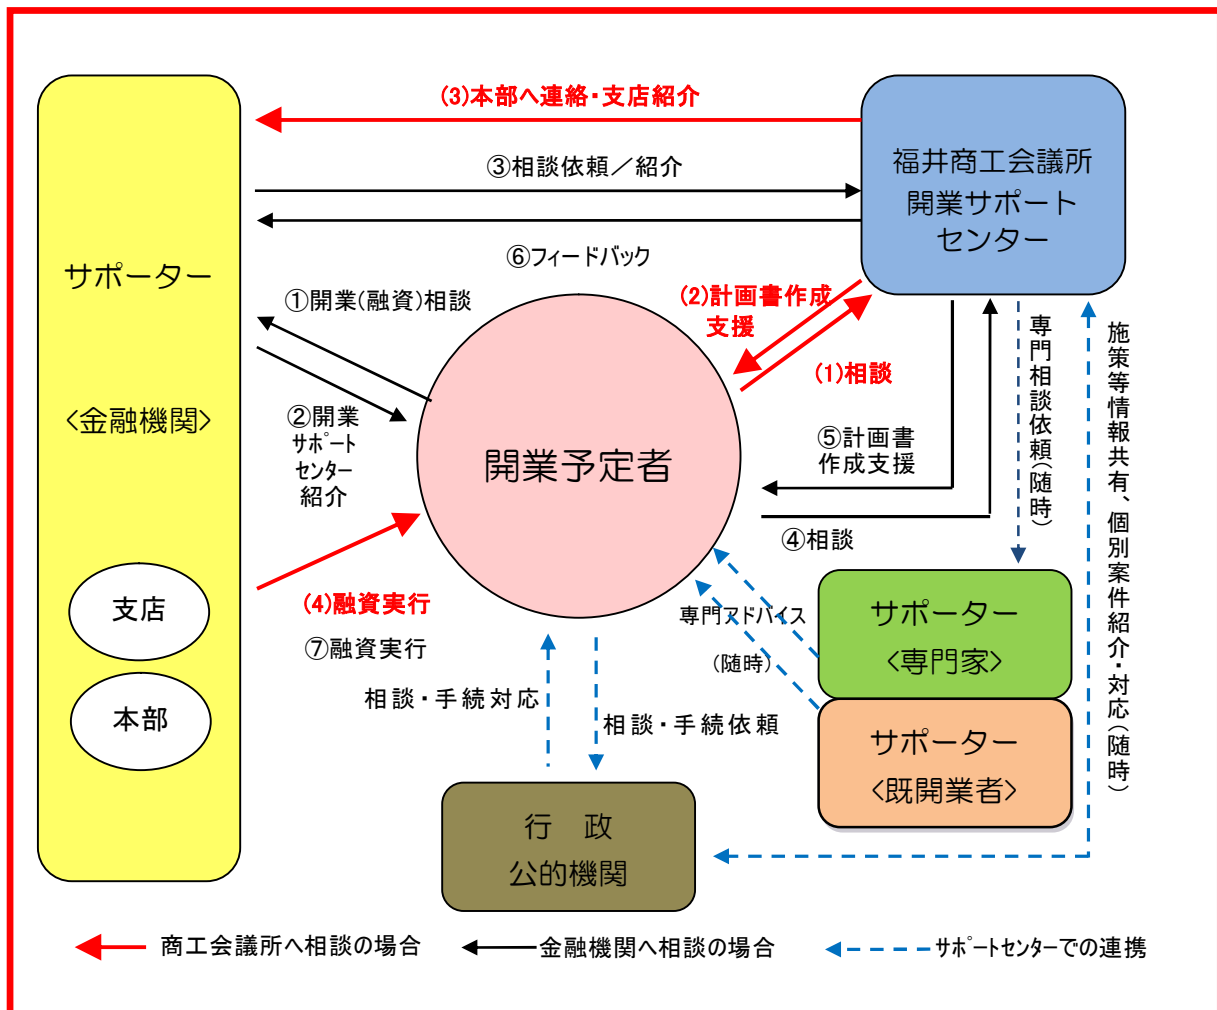 (3)本部へ連絡・支店紹介
③相談依頼／紹介
福井商工会議所
開業サポート
センター
サポーター
<金融機関>
支店
本部
⑥フィードバック
①開業(融資)相談
(2)計画書作成
支援
(1)相談
②開業
サポート
センター
紹介
開業予定者
⑤計画書
作成支援
④相談
専門相談依頼(随時)
施策等情報共有、個別案件紹介・対応(随時)
(4)融資実行
⑦融資実行
専門アドバイス
(随時)
サポーター
<専門家>
サポーター
<既開業者>
相談・手続対応
相談・手続依頼
行　政
公的機関
商工会議所へ相談の場合
金融機関へ相談の場合
サポートセンターでの連携